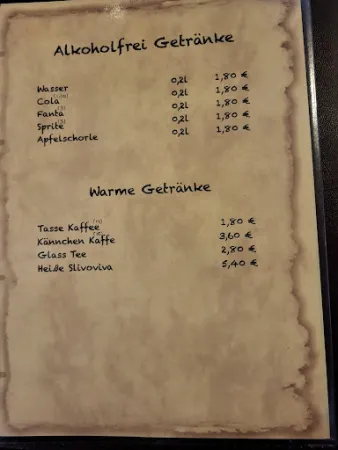 Alkoholfrei Getränke
Wasser 0,2l 1,80 €
Cola 0,2l 1,80 €
Fanta 0,2l 1,80 €
Sprite 0,2l 1,80 €
Apfelschorle 0,2l 1,80 €
Warme Getränke
Tasse Kaffee 1,80 €
Kännchen Kaffe 3,60 €
Glass Tee 2,80 €
Heiße Slivoviva 5,40 €